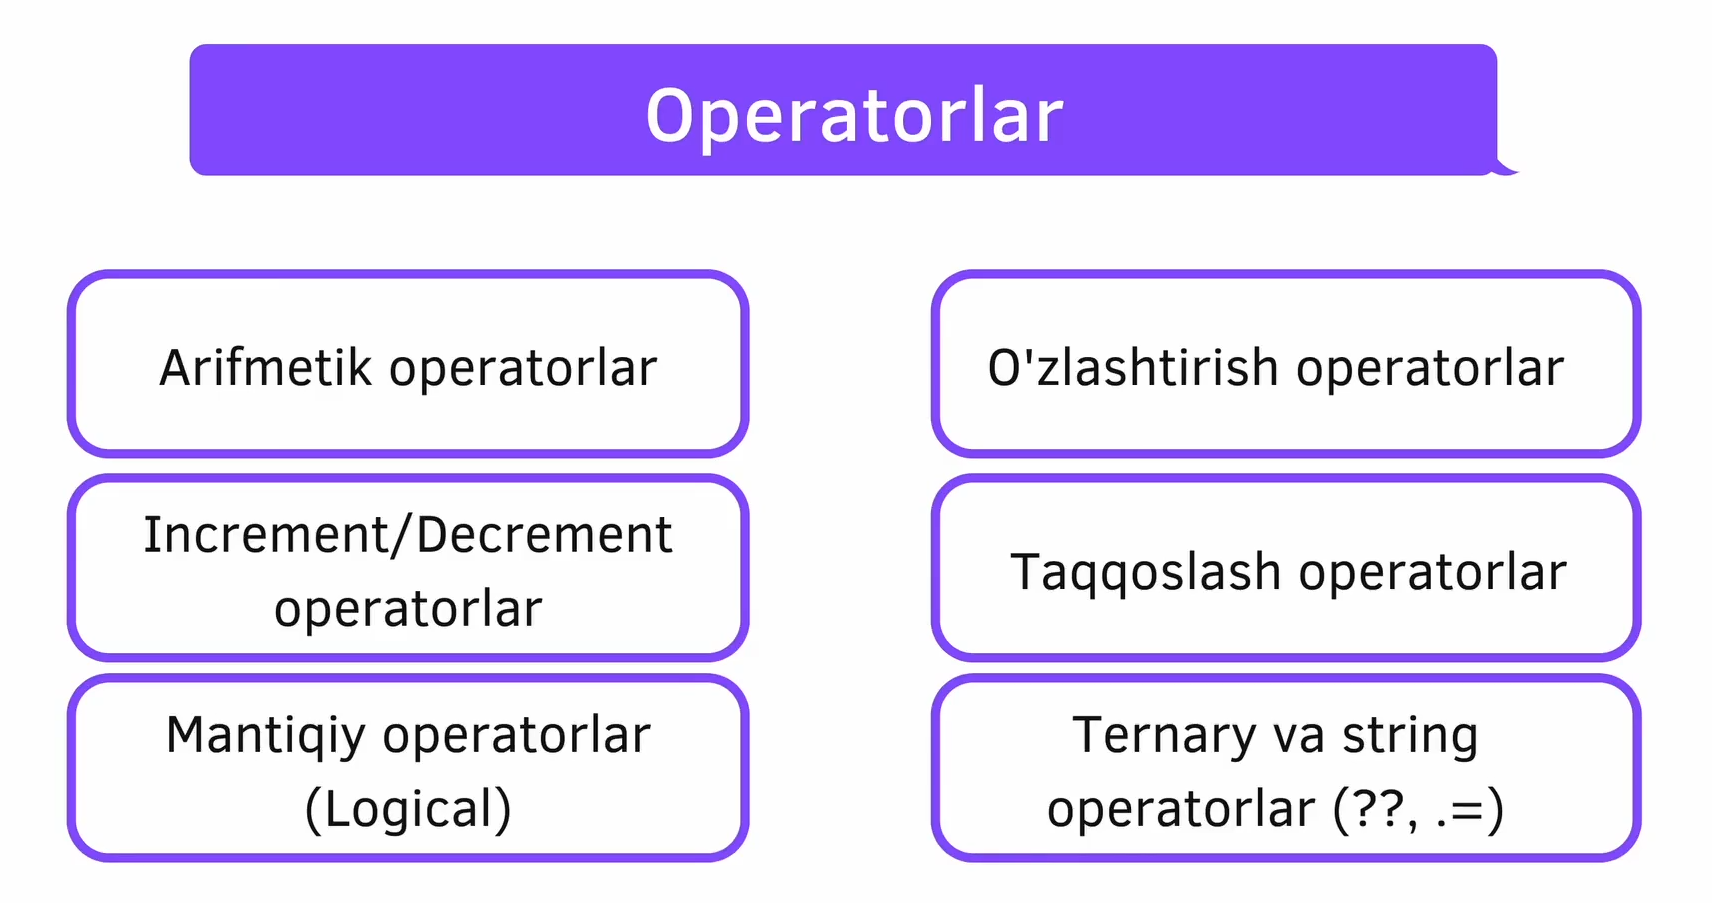 Operatorlar
Arifmetik operatorlar
O'zlashtirish operatorlar
Increment/Decrement
operatorlar
Taqqoslash operatorlar
Mantiqiy operatorlar
(Logical)
Ternary va string
operatorlar (??, .=)